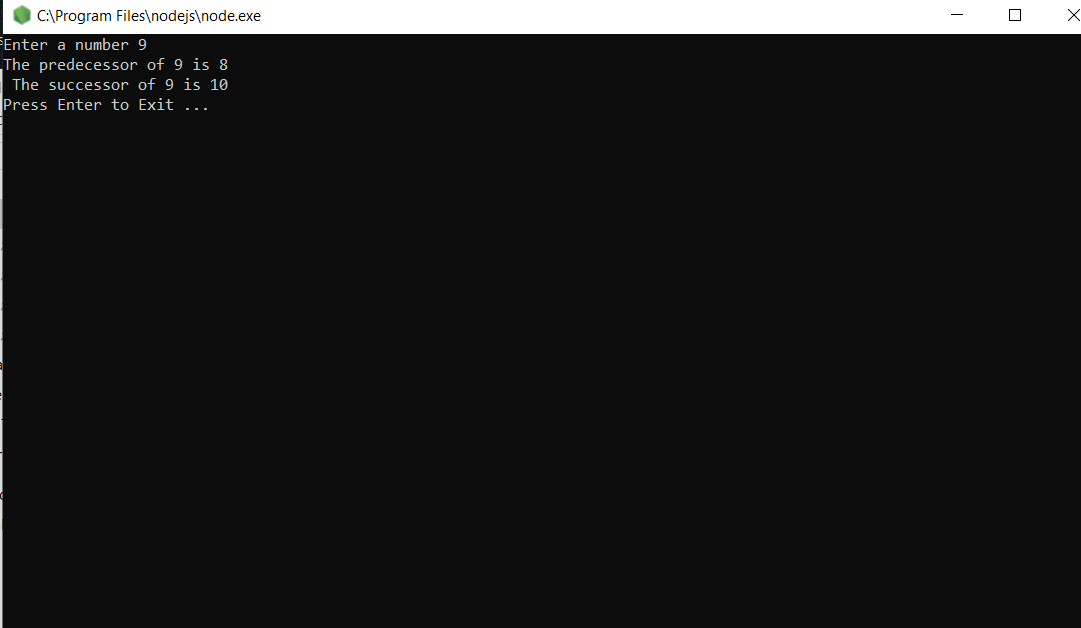 C:\Program Files\nodejs\node.exe
Enter a number 9
The predecessor of 9 is 8
The successor of 9 is 10
Press Enter to Exit ...